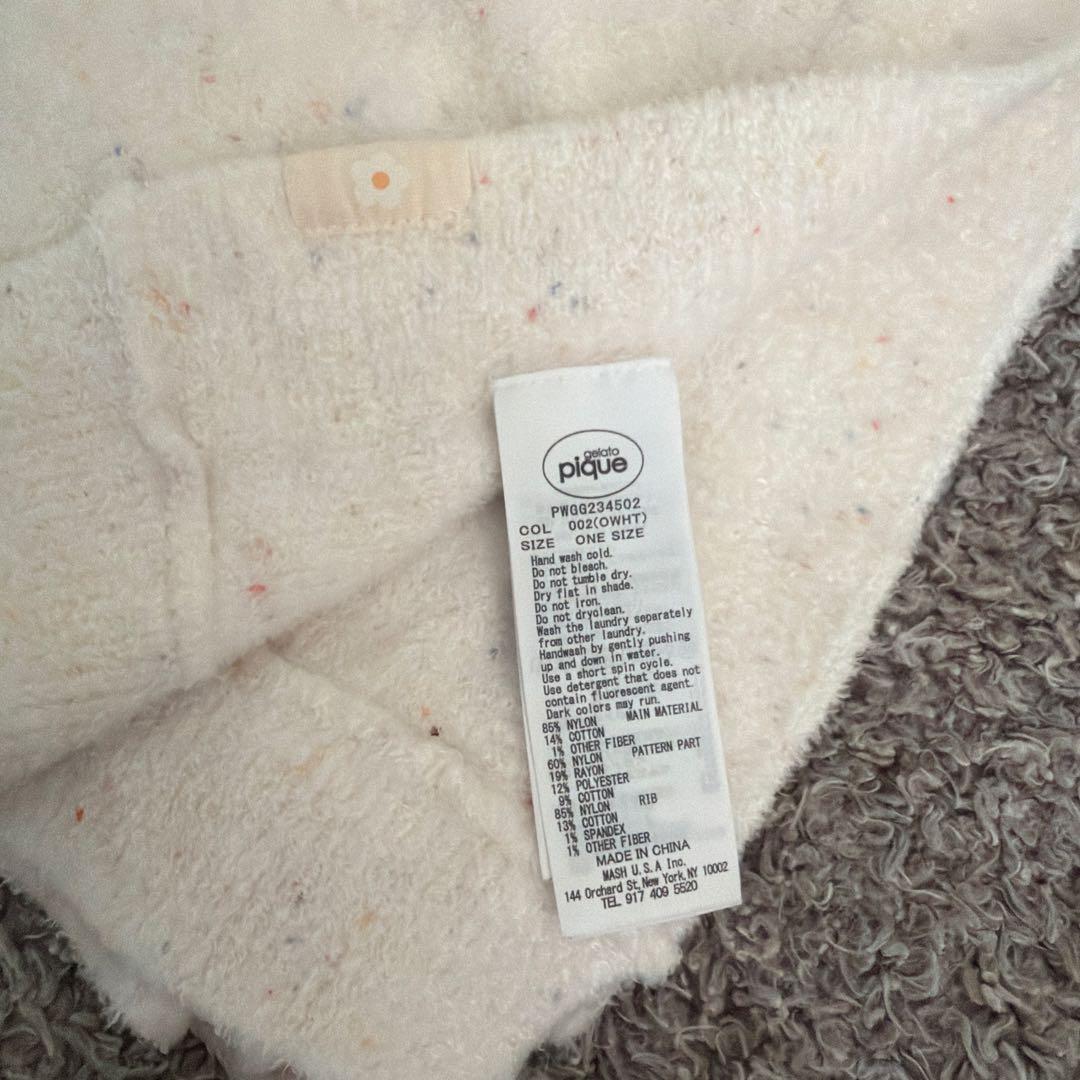 gelato
pique
PWGG234502
COL 002(OWHT)
SIZE ONE SIZE
Hand wash cold.
Do not bleach.
Do not tumble dry.
Dry flat in shade.
Do not iron.
Do not dryclean.
Wash the laundry separately
from other laundry.
Handwash by gently pushing
up and down in water.
Use a short spin cycle.
Use detergent that does not
contain fluorescent agent.
Dark colors may run.
85% NYLON MAIN MATERIAL
14% COTTON
1% OTHER FIBER
60% NYLON PATTERN PART
19% RAYON
12% POLYESTER
9% COTTON
85% NYLON RIB
13% COTTON
1% SPANDEX
1% OTHER FIBER
MADE IN CHINA
MASH U.S.A Inc.
144 Orchard St, New York, NY 10002
TEL 917 409 5520